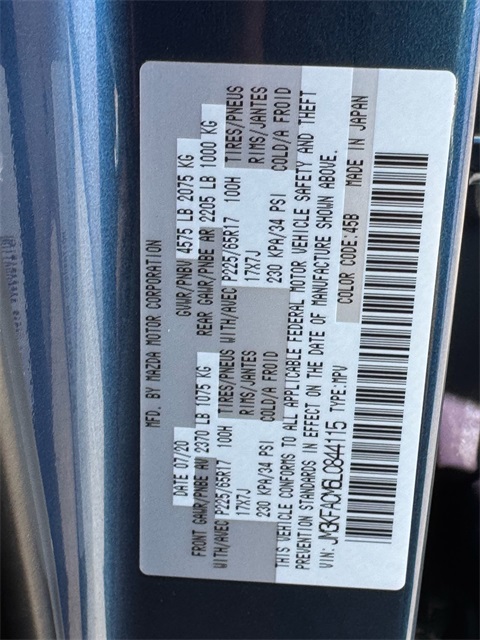 MFD. BY MAZDA MOTOR CORPORATION
DATE 07/20 GVWR/PNBV 4575 LB 2075 KG
FRONT GAWR/PNBE AV 2370 LB 1075 KG REAR GAWR/PNBE AR 2205 LB 1000 KG
WITH/AVEC P225/65R17 100H TIRES/PNEUS WITH/AVEC P225/65R17 100H TIRES/PNEUS
17X7J RIMS/JANTES 17X7J RIMS/JANTES
230 KPA/34 PSI COLD/A FROID 230 KPA/34 PSI COLD/A FROID
THIS VEHICLE CONFORMS TO ALL APPLICABLE FEDERAL MOTOR VEHICLE SAFETY AND THEFT
PREVENTION STANDARDS IN EFFECT ON THE DATE OF MANUFACTURE SHOWN ABOVE.
VIN: JM3KFACM6L0844115 TYPE:MPV COLOR CODE:45B MADE IN JAPAN